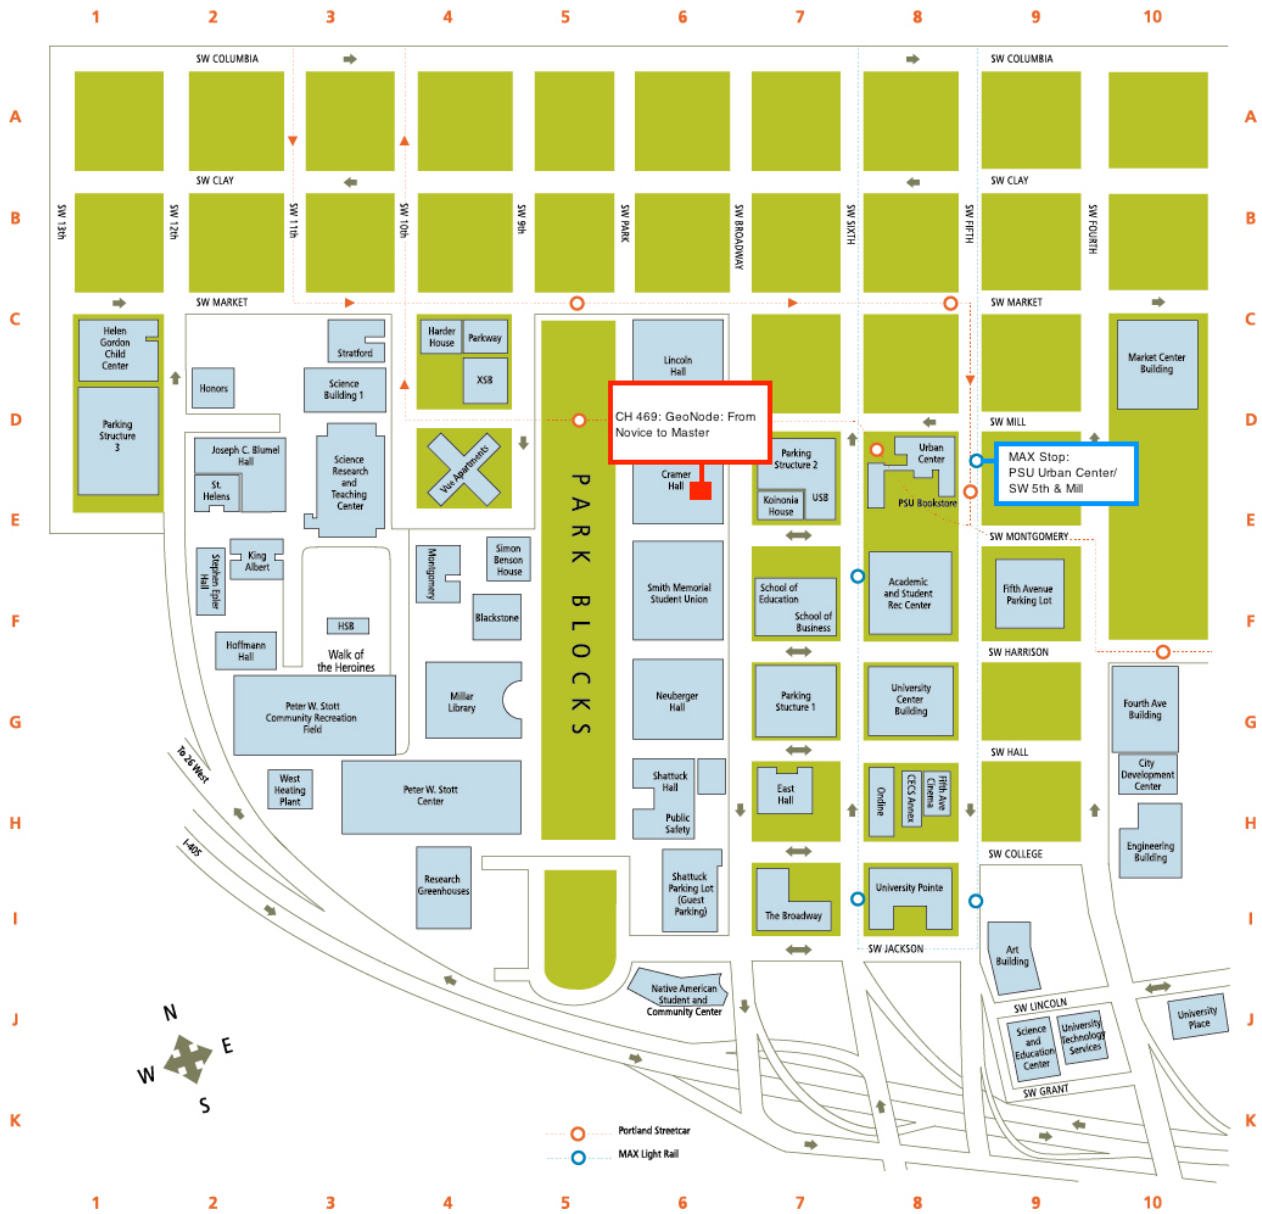 1 2 3 4 5 6 7 8 9 10
SW COLUMBIA SW COLUMBIA
A A
SW CLAY SW CLAY
B B
SW 13th SW 12th SW 11th SW 10th SW 9th SW PARK SW BROADWAY SW SIXTH SW FIFTH SW FOURTH
SW MARKET SW MARKET
C C
Helen
Gordon
Child
Center
Stratford
Harder
House
Parkway
XSB
Lincoln
Hall
Market Center
Building
Honors
Science
Building 1
D D
SW MILL
CH 469: GeoNode: From
Novice to Master
Parking
Structure
3
Joseph C. Blumel
Hall
St.
Helens
Science
Research
and
Teaching
Center
Vue Apartments
PARK BLOCKS
Cramer
Hall
Parking
Structure 2
Koinonia
House
USB
Urban
Center
PSU Bookstore
MAX Stop:
PSU Urban Center/
SW 5th & Mill
E E
SW MONTGOMERY
Stephen Epler
Hall
King
Albert
Montgomery
Simon
Benson
House
Blackstone
Smith Memorial
Student Union
School of
Education
School of
Business
Academic
and Student
Rec Center
Fifth Avenue
Parking Lot
F F
Hoffmann
Hall
HSB
Walk of
the Heroines
SW HARRISON
Peter W. Stott
Community Recreation
Field
Millar
Library
Neuberger
Hall
Parking
Stucture 1
University
Center
Building
Fourth Ave
Building
G G
To 26 West
SW HALL
West
Heating
Plant
Peter W. Stott
Center
Shattuck
Hall
Public
Safety
East
Hall
Ondine
CECS Annex
Fifth Ave
Cinema
City
Development
Center
H H
I-405
SW COLLEGE
Engineering
Building
Research
Greenhouses
Shattuck
Parking Lot
(Guest
Parking)
The Broadway
University Pointe
I I
SW JACKSON
Art
Building
Native American
Student and
Community Center
SW LINCOLN
University
Place
J J
Science
and
Education
Center
University
Technology
Services
SW GRANT
N
E
W
S
K K
Portland Streetcar
MAX Light Rail
1 2 3 4 5 6 7 8 9 10